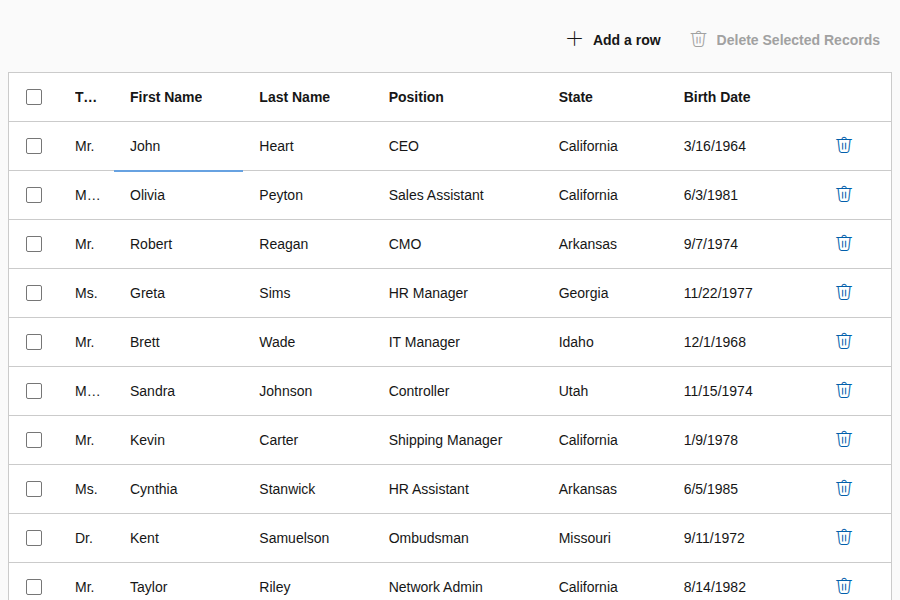 Add a row Delete Selected Records
T... First Name Last Name Position State Birth Date
Mr. John Heart CEO California 3/16/1964
M... Olivia Peyton Sales Assistant California 6/3/1981
Mr. Robert Reagan CMO Arkansas 9/7/1974
Ms. Greta Sims HR Manager Georgia 11/22/1977
Mr. Brett Wade IT Manager Idaho 12/1/1968
M... Sandra Johnson Controller Utah 11/15/1974
Mr. Kevin Carter Shipping Manager California 1/9/1978
Ms. Cynthia Stanwick HR Assistant Arkansas 6/5/1985
Dr. Kent Samuelson Ombudsman Missouri 9/11/1972
Mr. Taylor Riley Network Admin California 8/14/1982